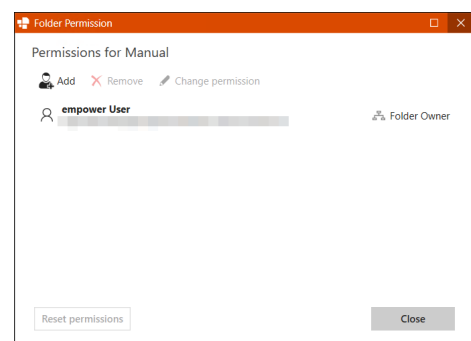 Folder Permission
Permissions for Manual
Add Remove Change permission
empower User
Folder Owner
Reset permissions Close